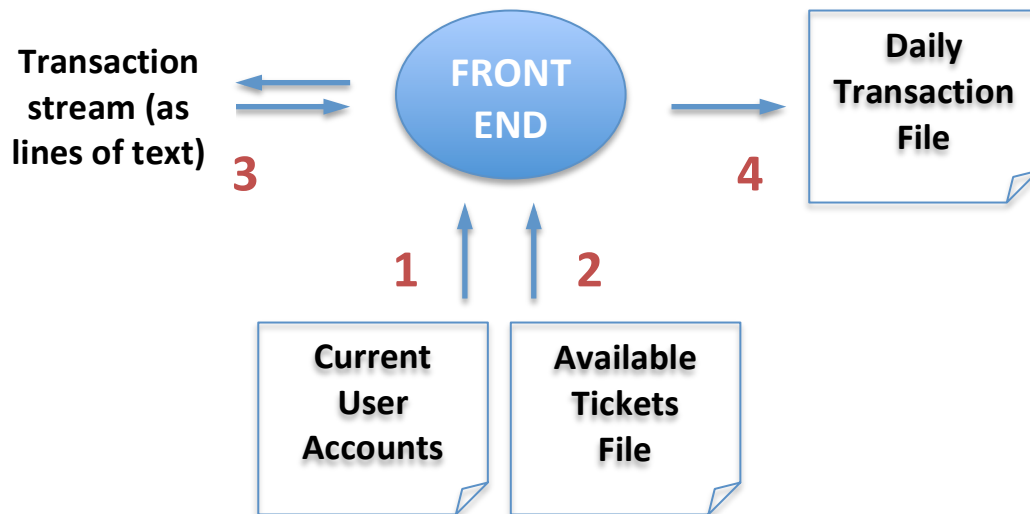 Transaction
stream (as
lines of text)
3
FRONT
END
4
Daily
Transaction
File
1
2
Current
User
Accounts
Available
Tickets
File